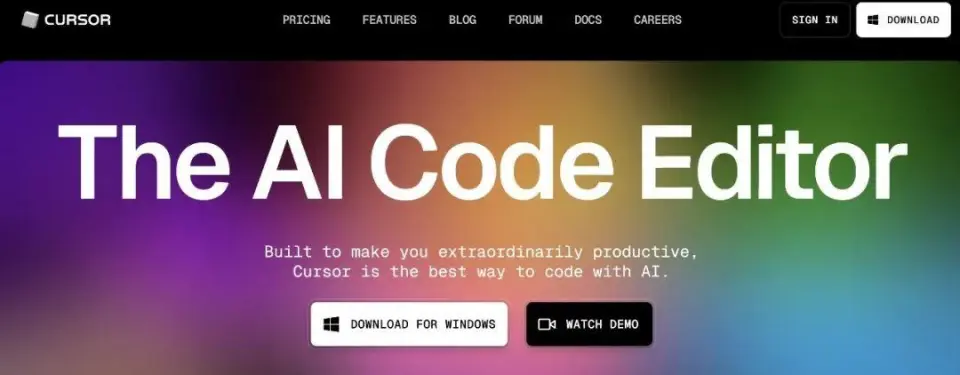 CURSOR
PRICING FEATURES BLOG FORUM DOCS CAREERS
SIGN IN
DOWNLOAD
The AI Code Editor
Built to make you extraordinarily productive,
Cursor is the best way to code with AI.
DOWNLOAD FOR WINDOWS
WATCH DEMO